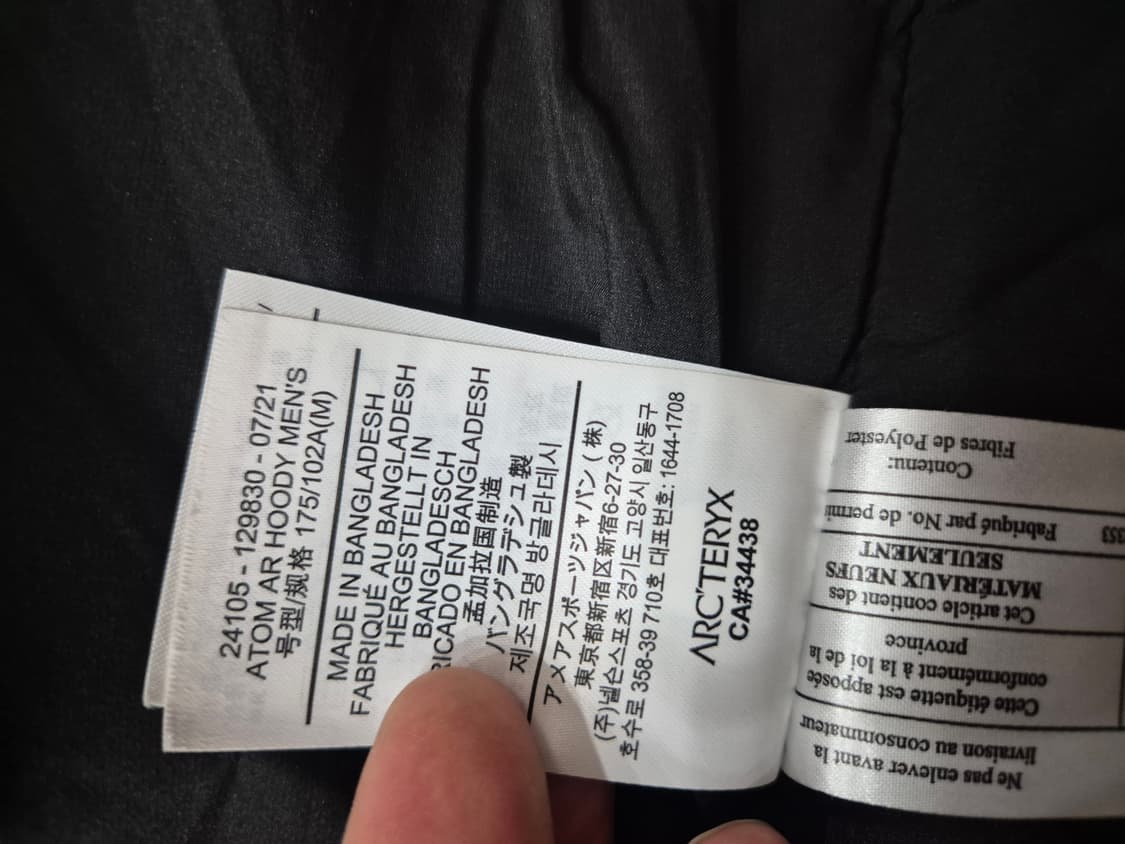 24105 - 129830 - 07/21
ATOM AR HOODY MEN'S
号型/规格 175/102A(M)
MADE IN BANGLADESH
FABRIQUÉ AU BANGLADESH
HERGESTELLT IN
BANGLADESCH
RICADO EN BANGLADESH
孟加拉国制造
バングラデシュ製
제조국명 방글라데시
アメアスポーツジャパン (株)
東京都新宿区新宿6-27-30
(주)넬슨스포츠 경기도 고양시 일산동구
호수로 358-39 710호 대표번호: 1644-1708
ARC'TERYX
CA#34438
Ne pas enlever avant la
livraison au consommateur
Cette étiquette est apposée
conformément à la loi de la
province
Cet article contient des
MATÉRIAUX NEUFS
SEULEMENT
Fabriqué par No. de permi
353
Contenu:
Fibres de Polyester